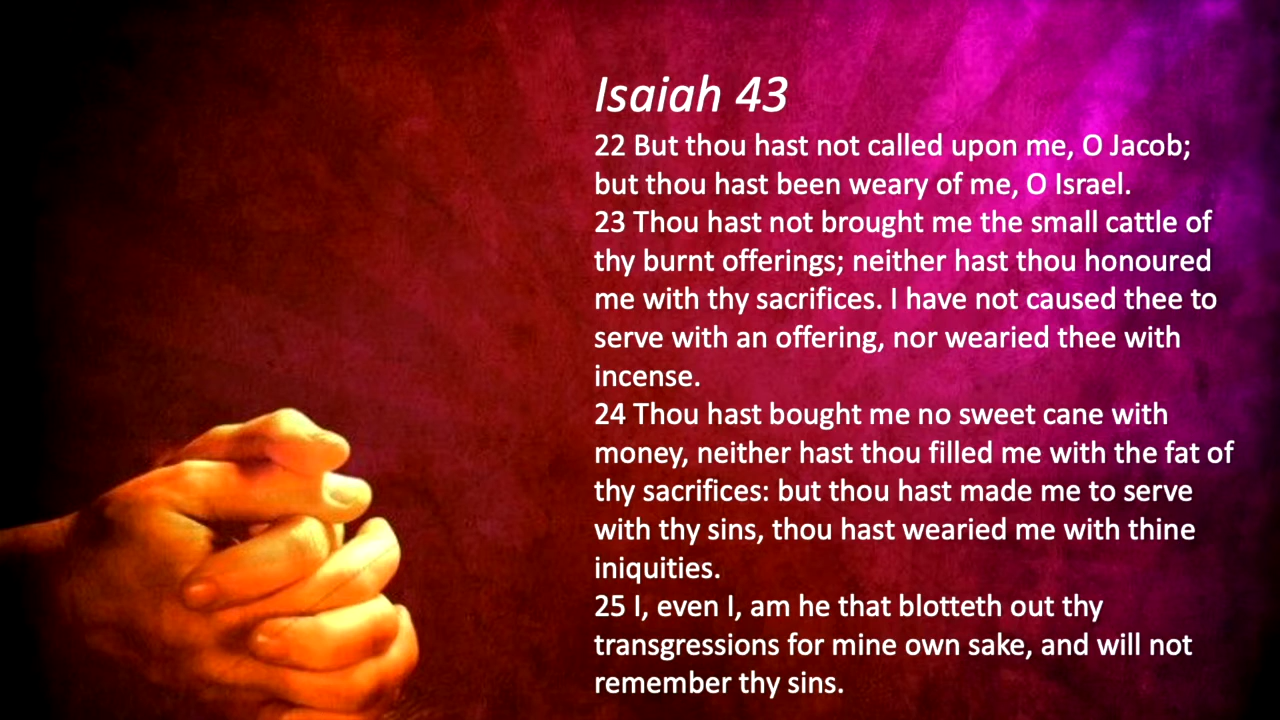 Isaiah 43
22 But thou hast not called upon me, O Jacob;
but thou hast been weary of me, O Israel.
23 Thou hast not brought me the small cattle of
thy burnt offerings; neither hast thou honoured
me with thy sacrifices. I have not caused thee to
serve with an offering, nor wearied thee with
incense.
24 Thou hast bought me no sweet cane with
money, neither hast thou filled me with the fat of
thy sacrifices: but thou hast made me to serve
with thy sins, thou hast wearied me with thine
iniquities.
25 I, even I, am he that blotteth out thy
transgressions for mine own sake, and will not
remember thy sins.